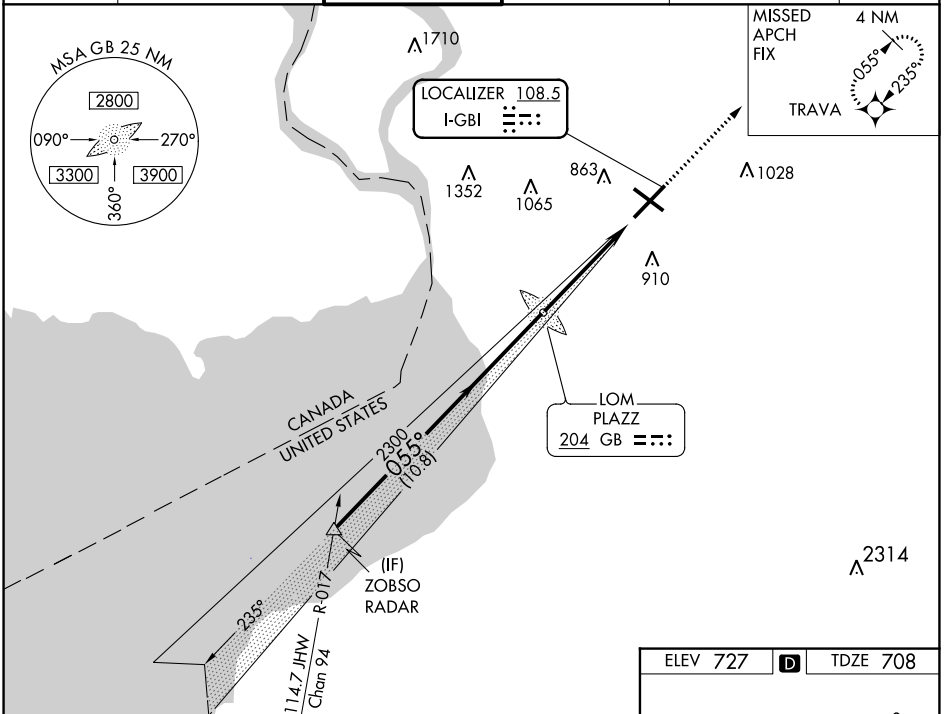 MSA GB 25 NM
2800
090°
270°
3300
3900
360°
1710
LOCALIZER 108.5
I-GBI
1352
1065
863
1028
910
MISSED
APCH
FIX
4 NM
055°
235°
TRAVA
CANADA
UNITED STATES
2300
055°
(10.8)
LOM
PLAZZ
204 GB
(IF)
ZOBSO
RADAR
235°
R-017
114.7 JHW
Chan 94
2314
ELEV 727 D TDZE 708